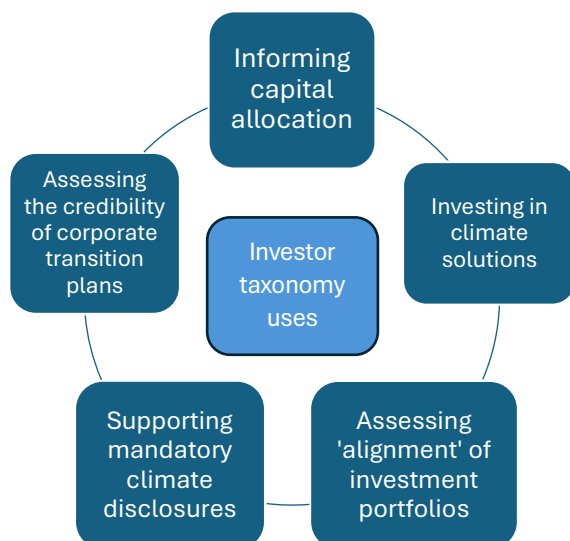 Informing
capital
allocation
Investing in
climate
solutions
Assessing
'alignment' of
investment
portfolios
Supporting
mandatory
climate
disclosures
Assessing
the credibility
of corporate
transition
plans
Investor
taxonomy
uses